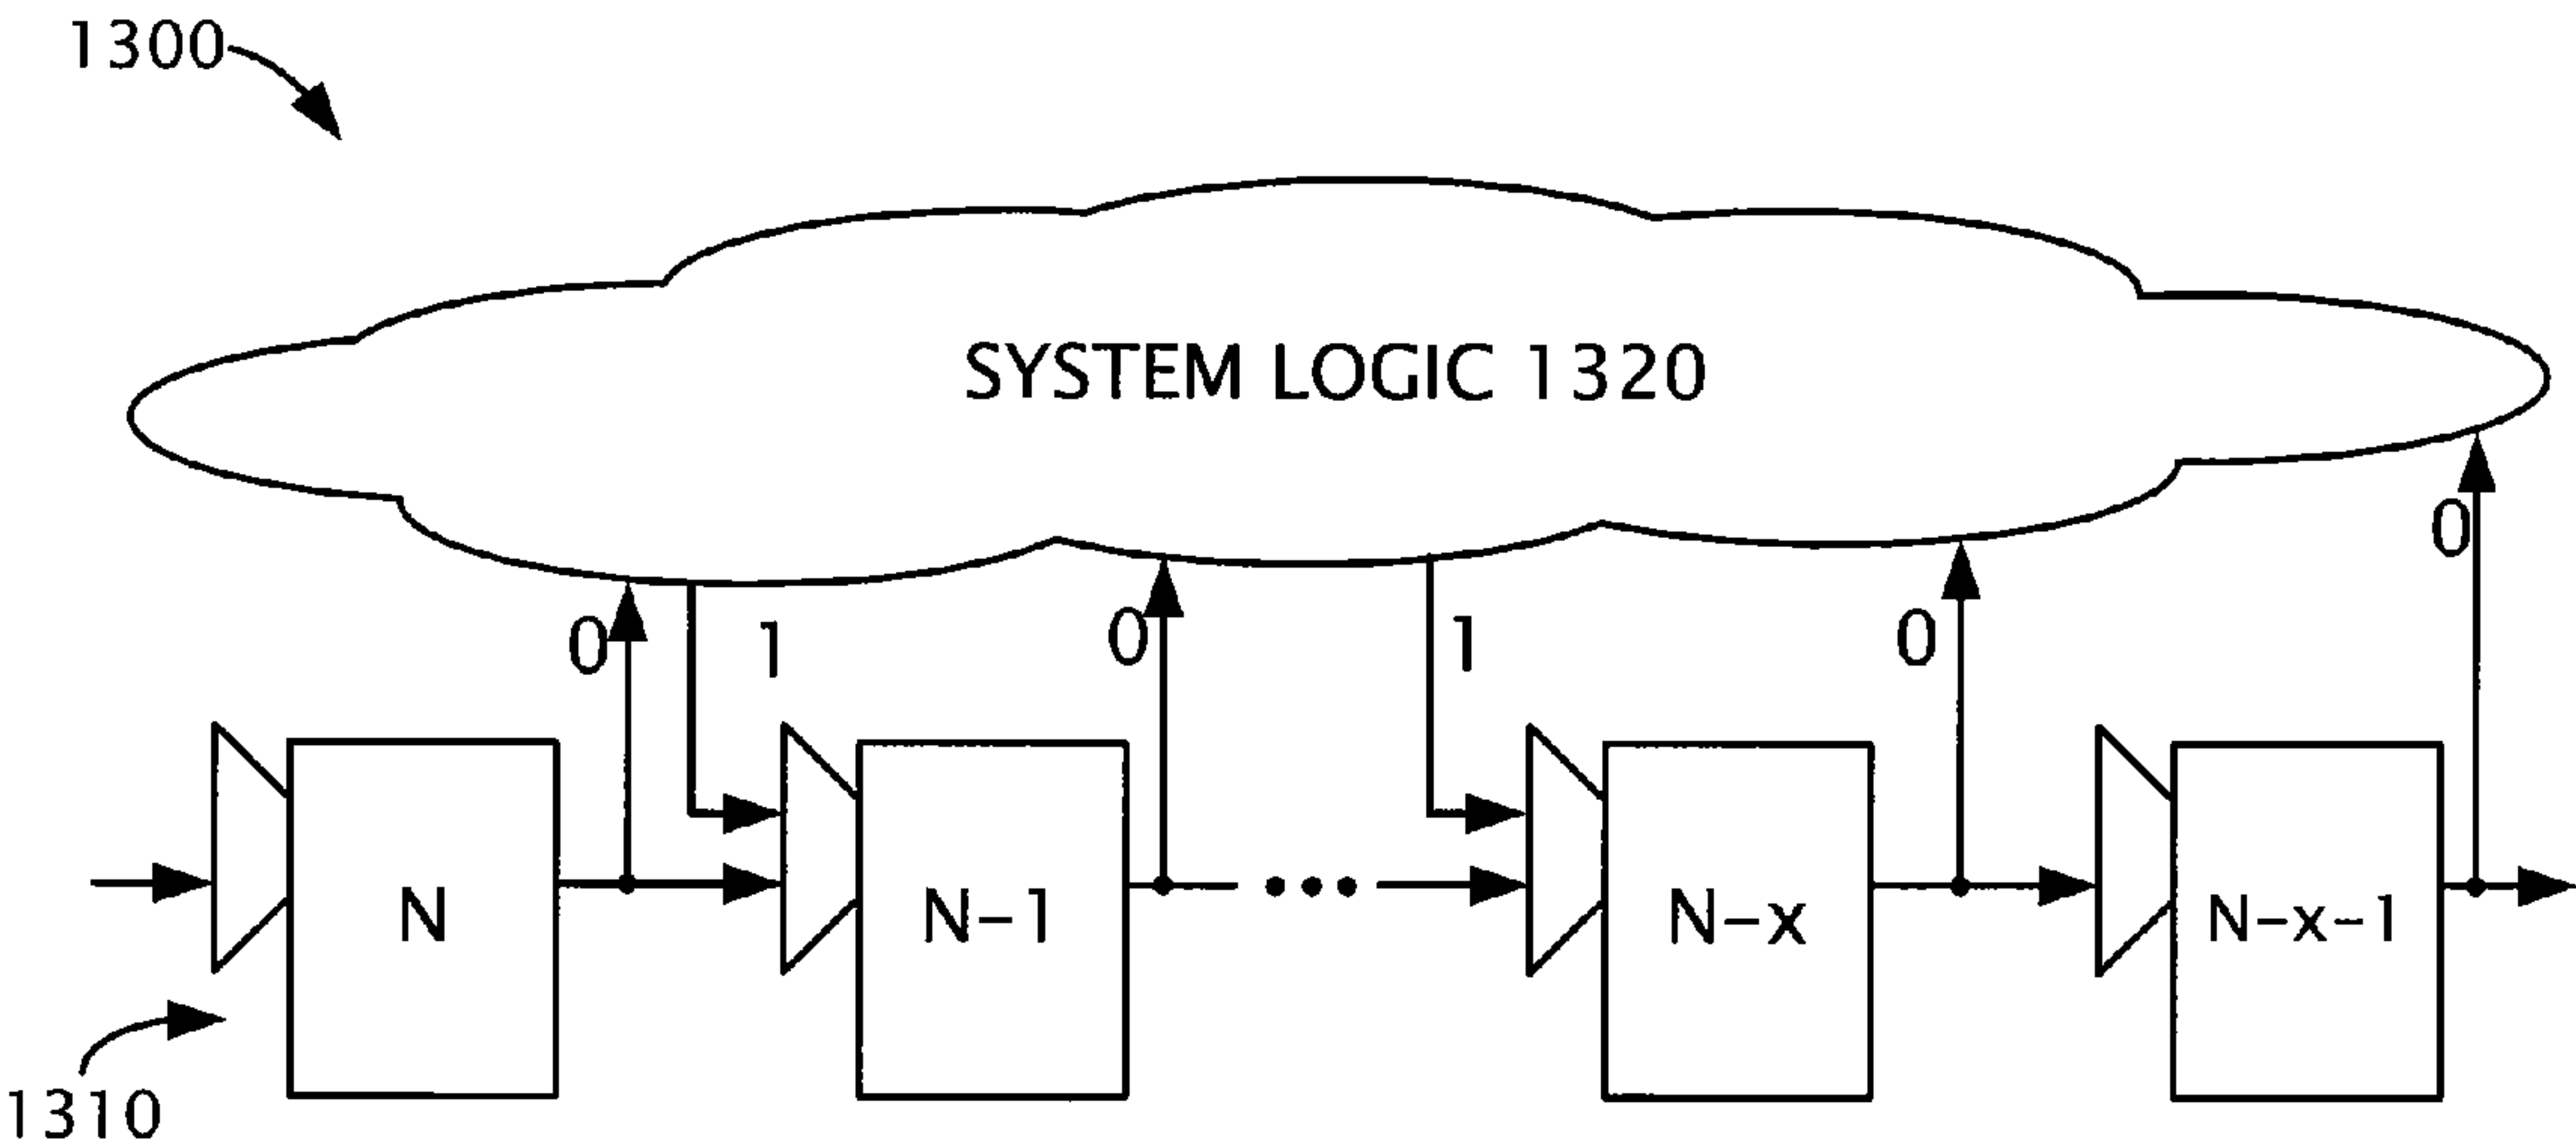 1300
SYSTEM LOGIC 1320
0
0 1 0 1 0
N N-1 ••• N-x N-x-1
1310